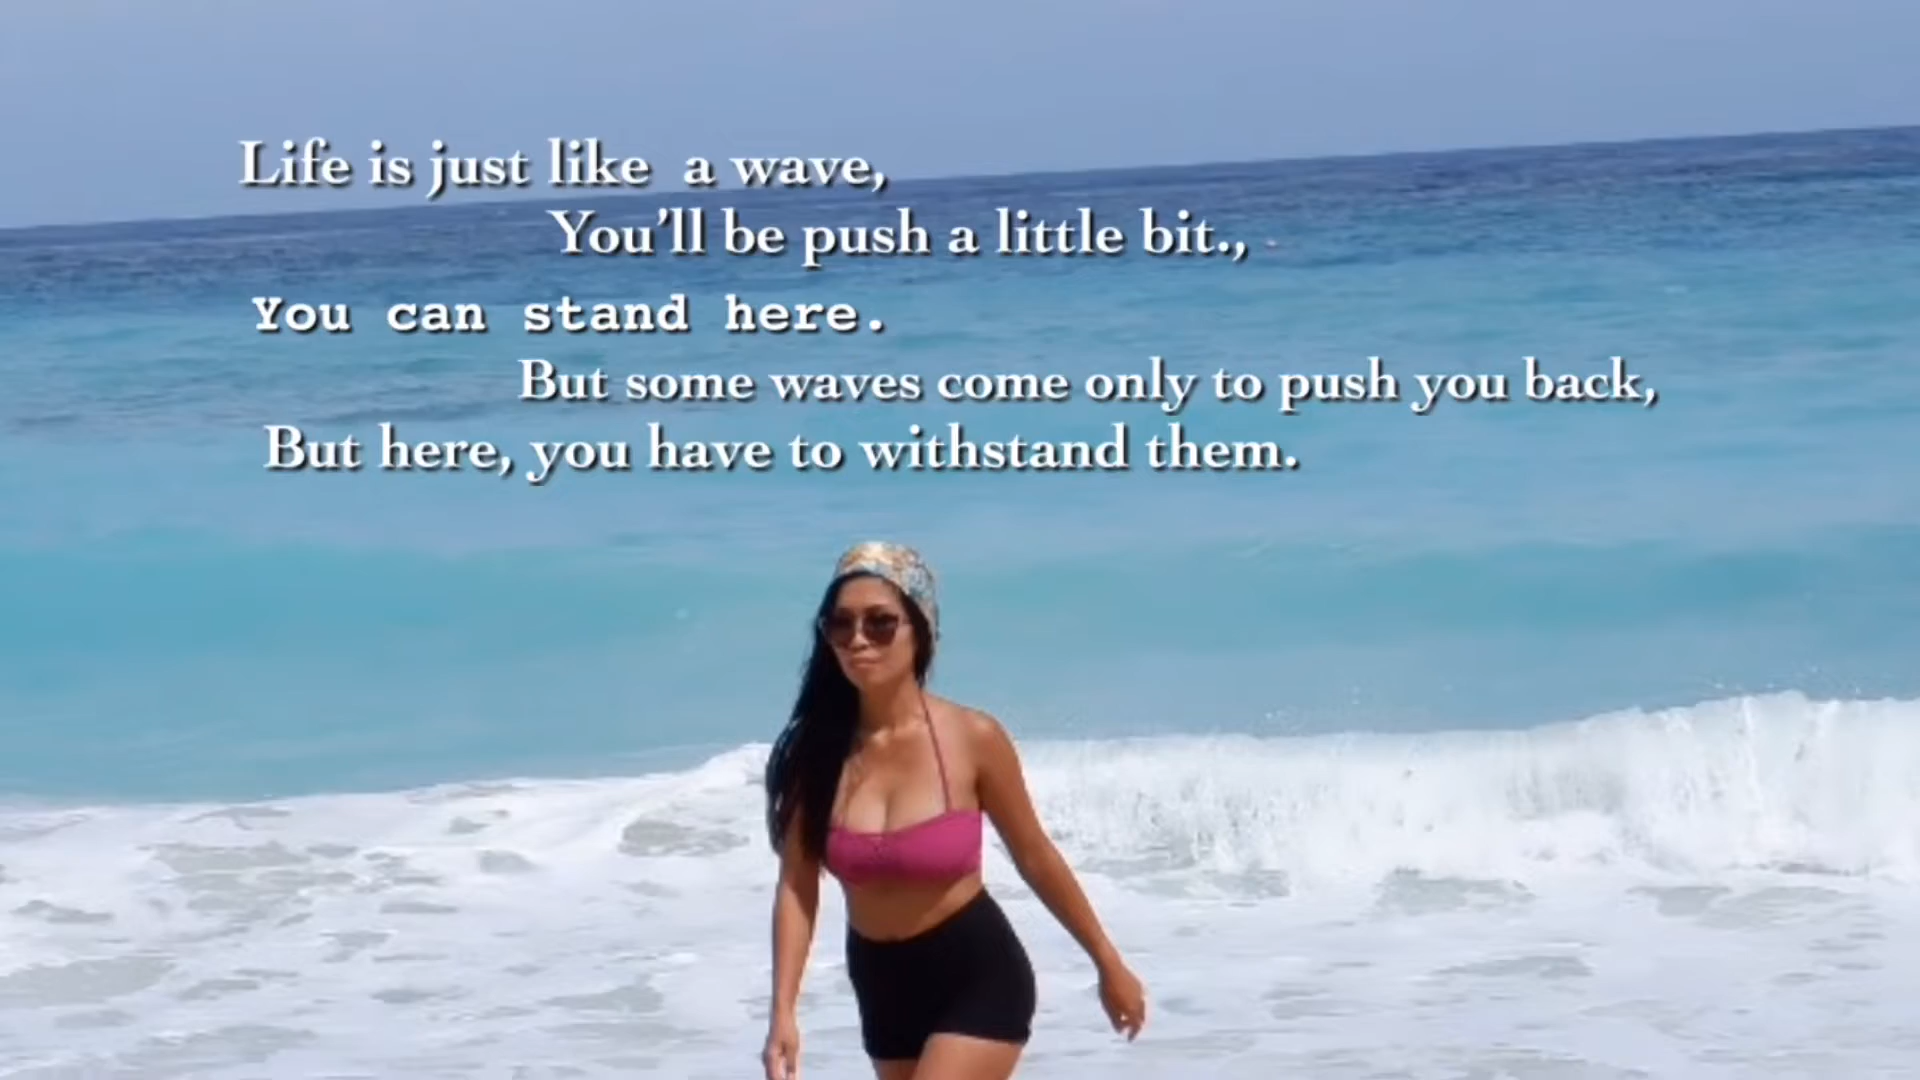 Life is just like a wave,
You'll be push a little bit.,
You can stand here.
But some waves come only to push you back,
But here, you have to withstand them.